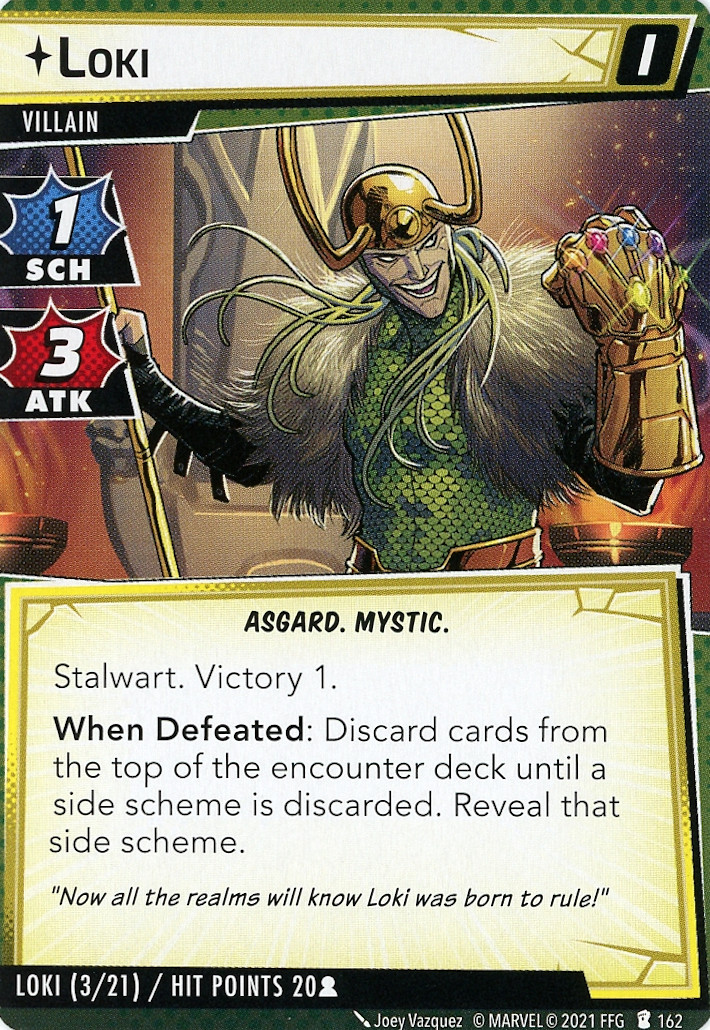 LOKI
I
VILLAIN
1
SCH
3
ATK
ASGARD. MYSTIC.
Stalwart. Victory 1.
When Defeated: Discard cards from
the top of the encounter deck until a
side scheme is discarded. Reveal that
side scheme.
"Now all the realms will know Loki was born to rule!"
LOKI (3/21) / HIT POINTS 20
Joey Vazquez © MARVEL © 2021 FFG 162